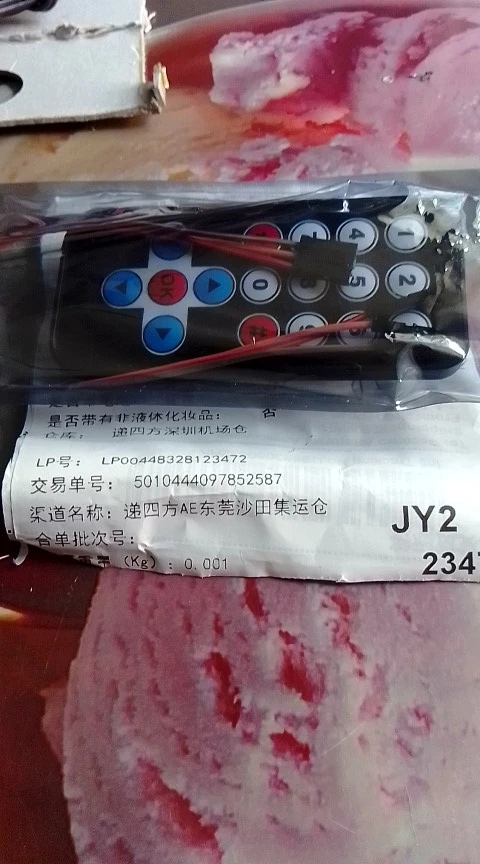 1
4
2
5
0
OK
#
是否带有非液体化妆品： 否
仓库： 递四方深圳机场仓
LP号： LP00448328123472
交易单号： 5010444097852587
渠道名称：递四方AE东莞沙田集运仓
合单批次号：
JY2
(Kg)：0.001
2347